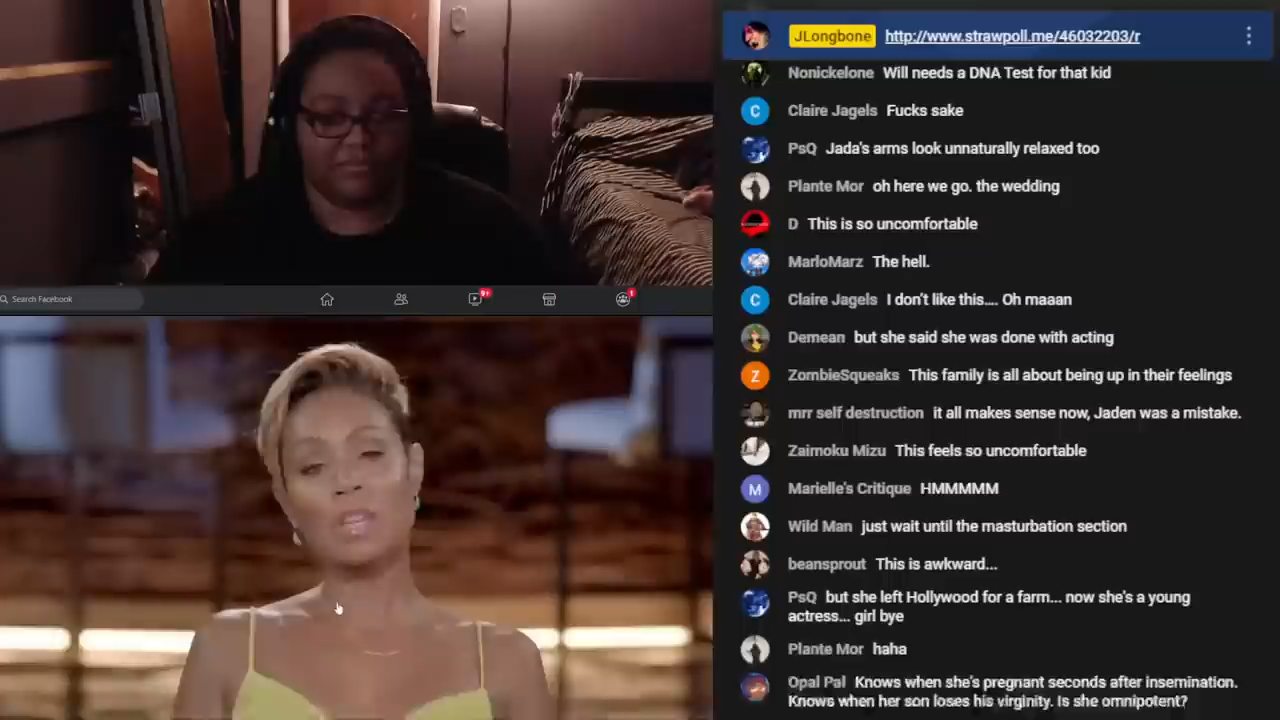 JLongbone http://www.strawpoll.me/46032203/r
Nonickelone Will needs a DNA Test for that kid
C Claire Jagels Fucks sake
PsQ Jada's arms look unnaturally relaxed too
Plante Mor oh here we go. the wedding
D This is so uncomfortable
MarloMarz The hell.
C Claire Jagels I don't like this.... Oh maaan
Demean but she said she was done with acting
Z ZombieSqueaks This family is all about being up in their feelings
mrr self destruction it all makes sense now, Jaden was a mistake.
Zaimoku Mizu This feels so uncomfortable
M Marielle's Critique HMMMMM
Wild Man just wait until the masturbation section
beansprout This is awkward...
PsQ but she left Hollywood for a farm... now she's a young
actress... girl bye
Plante Mor haha
Opal Pal Knows when she's pregnant seconds after insemination.
Knows when her son loses his virginity. Is she omnipotent?
Search Facebook
9+
1